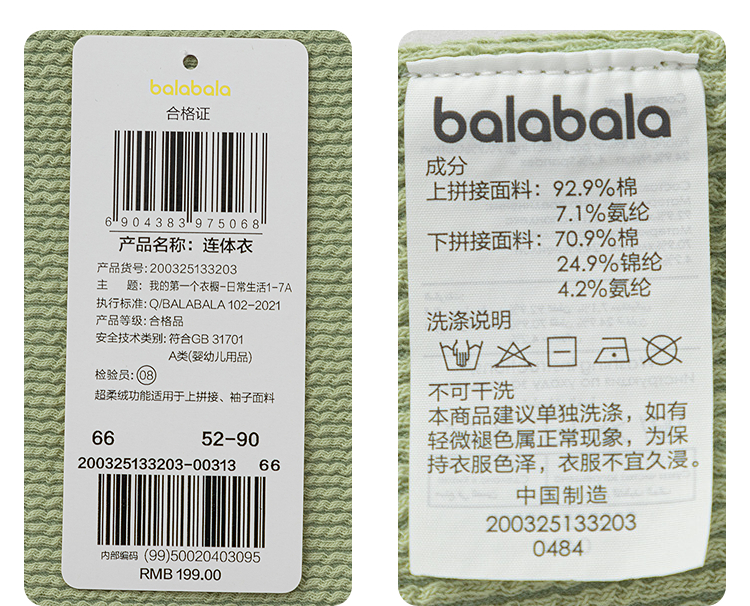 balabala
合格证
6 904383 975068
产品名称：连体衣
产品货号:200325133203
主　题：我的第一个衣橱-日常生活1-7A
执行标准:Q/BALABALA 102-2021
产品等级:合格品
安全技术类别:符合GB 31701
A类(婴幼儿用品)
检验员:08
超柔绒功能适用于上拼接、袖子面料
66 52-90
200325133203-00313 66
内部编码 (99)50020403095
RMB 199.00
balabala
成分
上拼接面料：92.9%棉
7.1%氨纶
下拼接面料：70.9%棉
24.9%锦纶
4.2%氨纶
洗涤说明
不可干洗
本商品建议单独洗涤，如有
轻微褪色属正常现象，为保
持衣服色泽，衣服不宜久浸。
中国制造
200325133203
0484